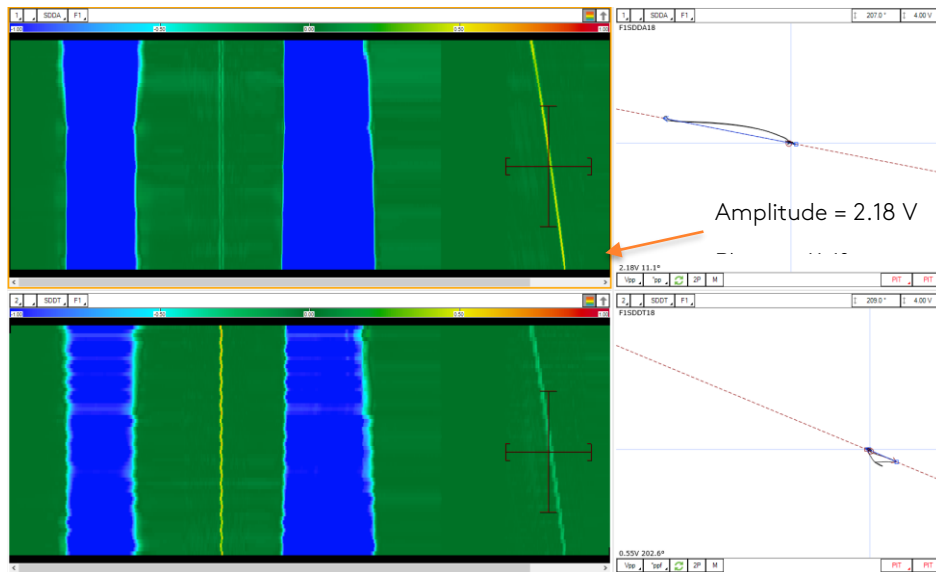 1 SDDA F1
-1.00 -0.50 0.00 0.50 1.00
1 SDDA F1 207.0 ° 4.00 V
F1SDDA18
Amplitude = 2.18 V
2.18V 11.1°
Vpp °pp 2P M PIT PIT
2 SDDT F1
-1.00 -0.50 0.00 0.50 1.00
2 SDDT F1 209.0 ° 4.00 V
F1SDDT18
0.55V 202.6°
Vpp °pp 2P M PIT PIT